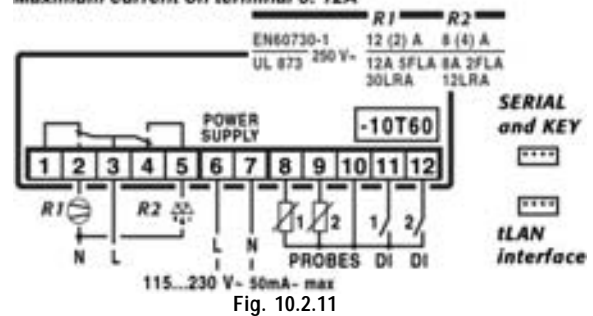 Maximum current on terminal 3: 12A
R1 R2
EN60730-1 250 V~ 12 (2) A 8 (4) A
UL 873 12A 5FLA 8A 2FLA
30LRA 12LRA
SERIAL
and KEY
POWER
SUPPLY
-10T60
1 2 3 4 5 6 7 8 9 10 11 12
R1 R2 1 2 1 2
N L L N PROBES DI DI
tLAN
interface
115...230 V~ 50mA~ max
Fig. 10.2.11